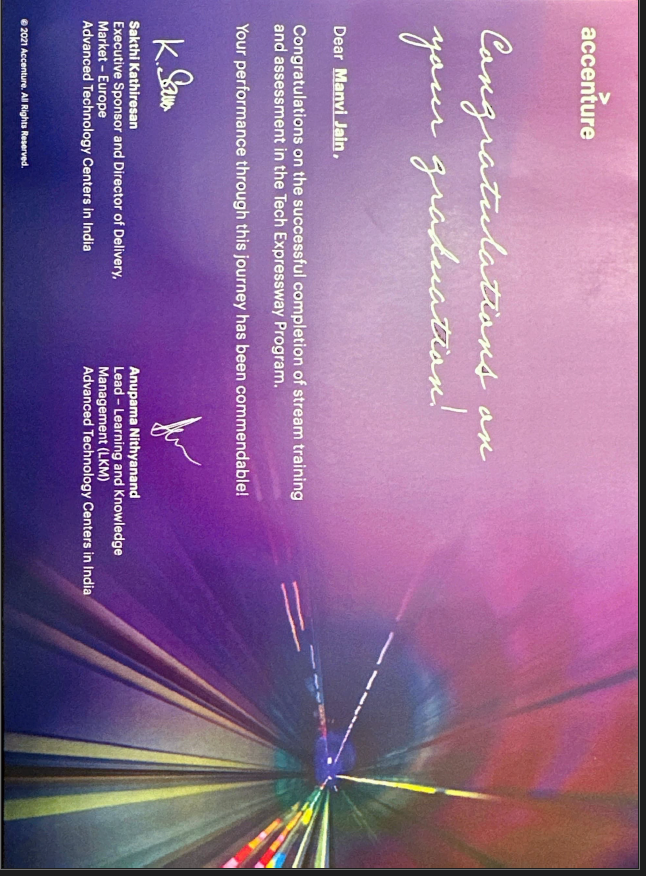 accenture
Congratulations on
your graduation!
Dear Manvi Jain,
Congratulations on the successful completion of stream training
and assessment in the Tech Expressway Program.
Your performance through this journey has been commendable!
K. Sam
Sakthi Kathiresan
Executive Sponsor and Director of Delivery,
Market – Europe
Advanced Technology Centers in India
Anupama Nithyanand
Lead – Learning and Knowledge
Management (LKM)
Advanced Technology Centers in India
© 2021 Accenture. All Rights Reserved.